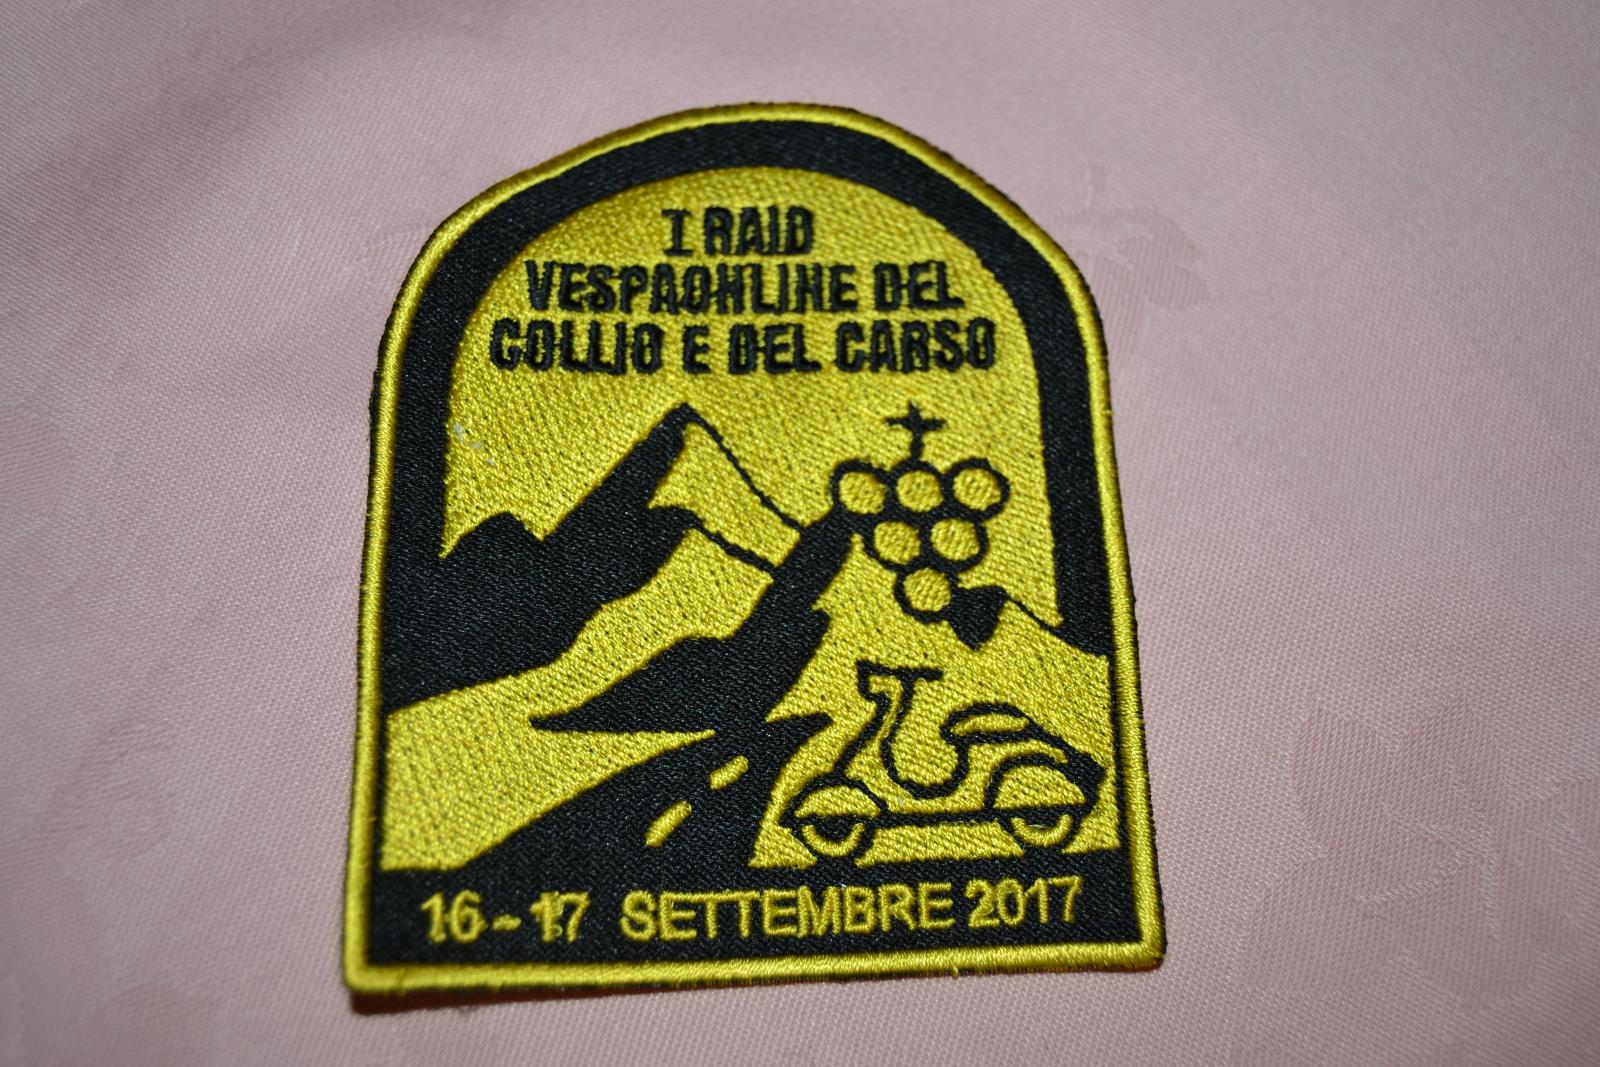 I RAID
VESPAONLINE DEL
COLLIO E DEL CARSO
16-17 SETTEMBRE 2017